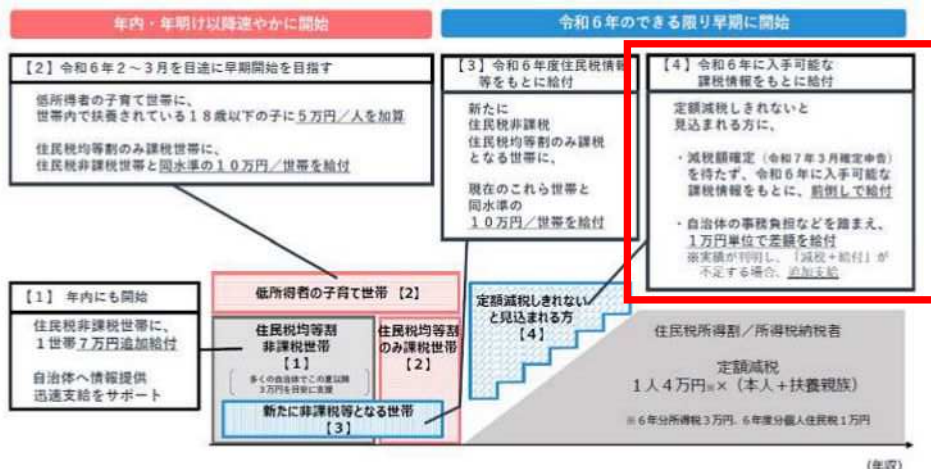 年内・年明け以降速やかに開始
令和6年のできる限り早期に開始
【2】令和6年2～3月を目途に早期開始を目指す
低所得者の子育て世帯に、
世帯内で扶養されている18歳以下の子に5万円／人を加算
住民税均等割のみ課税世帯に、
住民税非課税世帯と同水準の10万円／世帯を給付
【3】令和6年度住民税情報
等をもとに給付
新たに
住民税非課税
住民税均等割のみ課税
となる世帯に、
現在のこれら世帯と
同水準の
10万円／世帯を給付
【4】令和6年に入手可能な
課税情報をもとに給付
定額減税しきれないと
見込まれる方に、
・減税額確定（令和7年3月確定申告）
を待たず、令和6年に入手可能な
課税情報をもとに、前倒しで給付
・自治体の事務負担などを踏まえ、
1万円単位で差額を給付
※実績が判明し、「減税＋給付」が
不足する場合、追加支給
【1】 年内にも開始
住民税非課税世帯に、
1世帯7万円追加給付
自治体へ情報提供
迅速支給をサポート
低所得者の子育て世帯【2】
住民税均等割
非課税世帯
【1】
多くの自治体でこの夏以降
3万円を目安に支援
住民税均等割
のみ課税世帯
【2】
新たに非課税等となる世帯
【3】
定額減税しきれない
と見込まれる方
【4】
住民税所得割／所得税納税者
定額減税
1人4万円※×（本人＋扶養親族）
※6年分所得税3万円、6年度分個人住民税1万円
(年収)